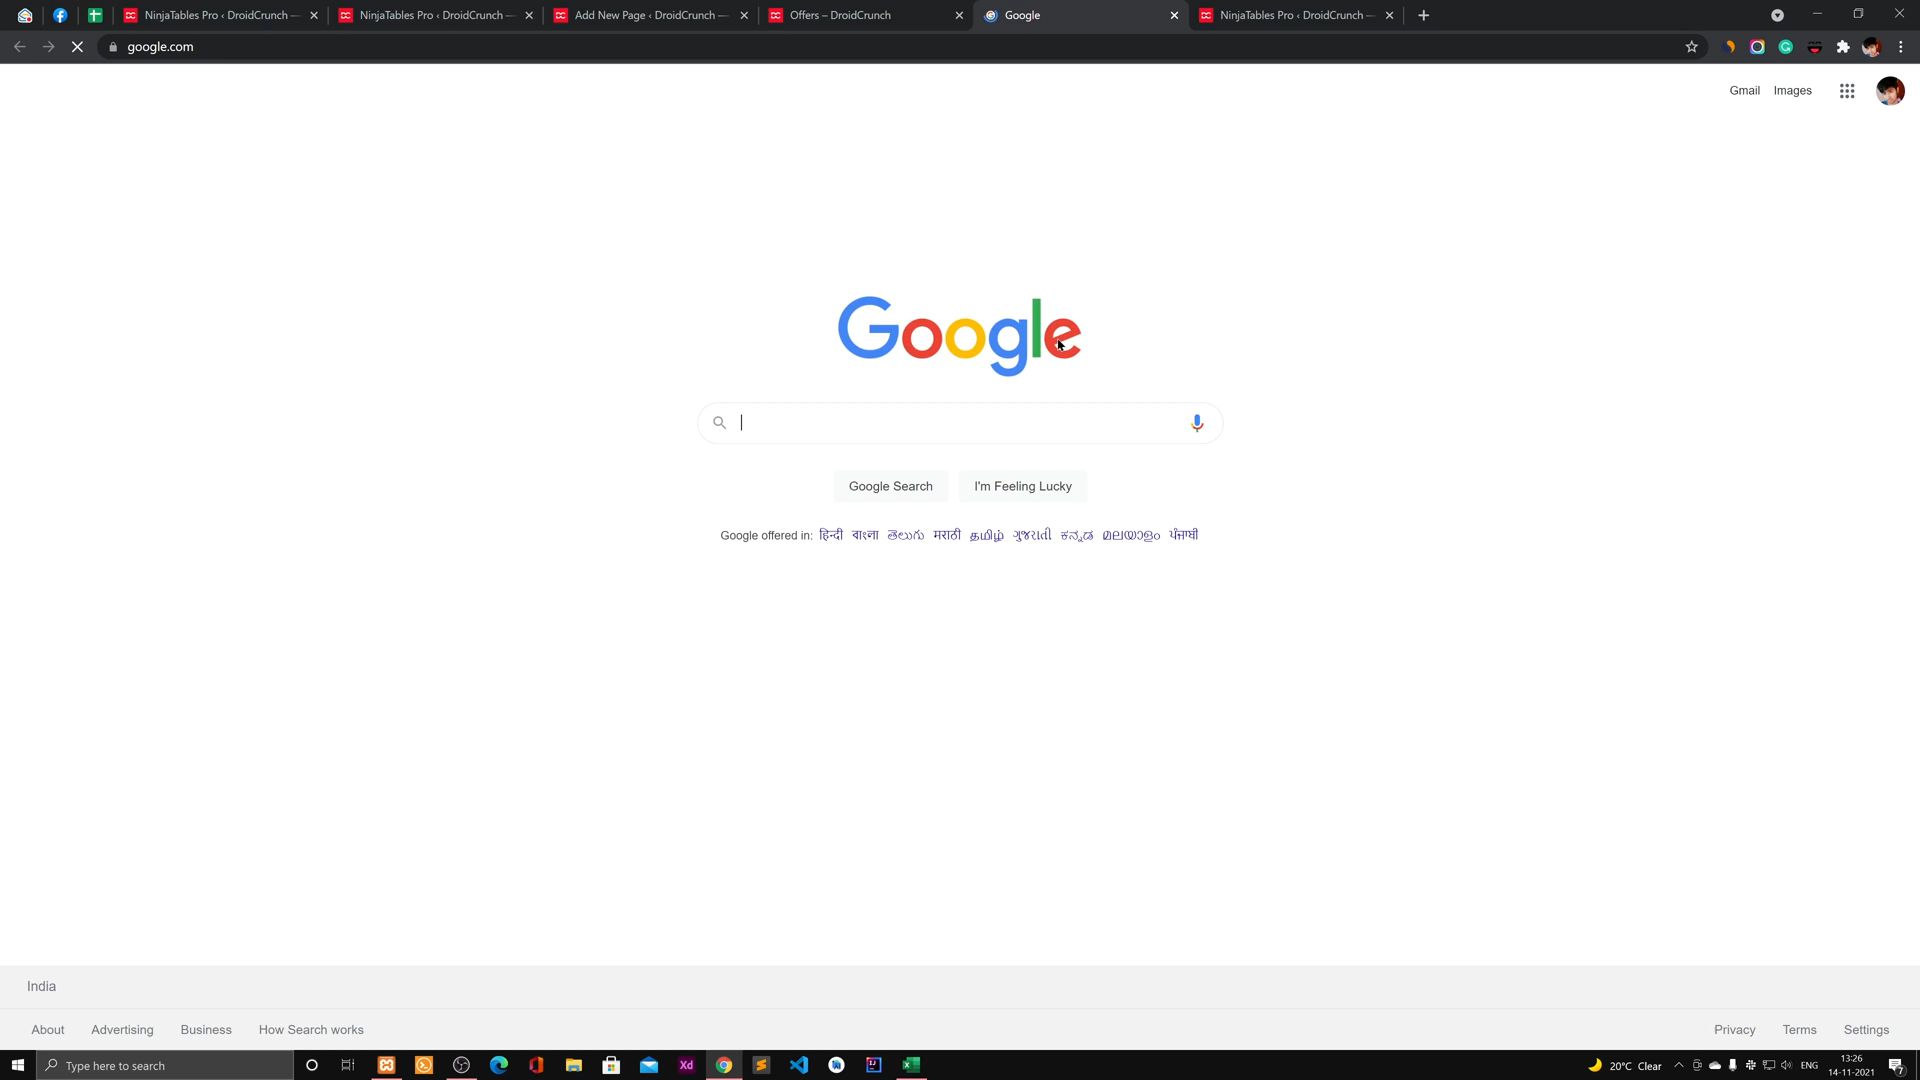 NinjaTables Pro ‹ DroidCrunch — NinjaTables Pro ‹ DroidCrunch — Add New Page ‹ DroidCrunch — Offers – DroidCrunch Google NinjaTables Pro ‹ DroidCrunch —
google.com
Gmail Images
Google
Google Search I'm Feeling Lucky
Google offered in: हिन्दी বাংলা తెలుగు मराठी தமிழ் ગુજરાતી ಕನ್ನಡ മലയാളം ਪੰਜਾਬੀ
India
About Advertising Business How Search works Privacy Terms Settings
Type here to search Xd 20°C Clear ENG 13:26
14-11-2021 7